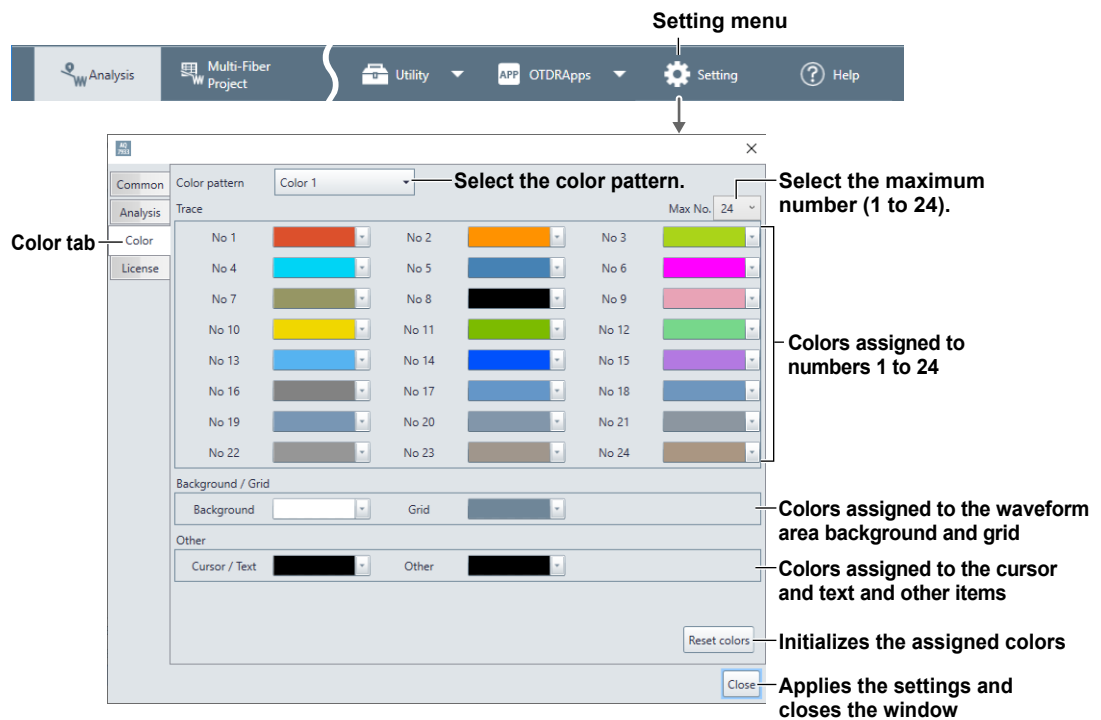 Setting menu
Analysis
Multi-Fiber
Project
Utility
APP OTDRApps
Setting
? Help
AQ
7933
Common
Color pattern
Color 1
Select the color pattern.
Select the maximum
number (1 to 24).
Analysis
Trace
Max No. 24
Color tab
Color
License
No 1
No 2
No 3
No 4
No 5
No 6
No 7
No 8
No 9
No 10
No 11
No 12
No 13
No 14
No 15
No 16
No 17
No 18
No 19
No 20
No 21
No 22
No 23
No 24
Colors assigned to
numbers 1 to 24
Background / Grid
Background
Grid
Colors assigned to the waveform
area background and grid
Other
Cursor / Text
Other
Colors assigned to the cursor
and text and other items
Reset colors
Initializes the assigned colors
Close
Applies the settings and
closes the window